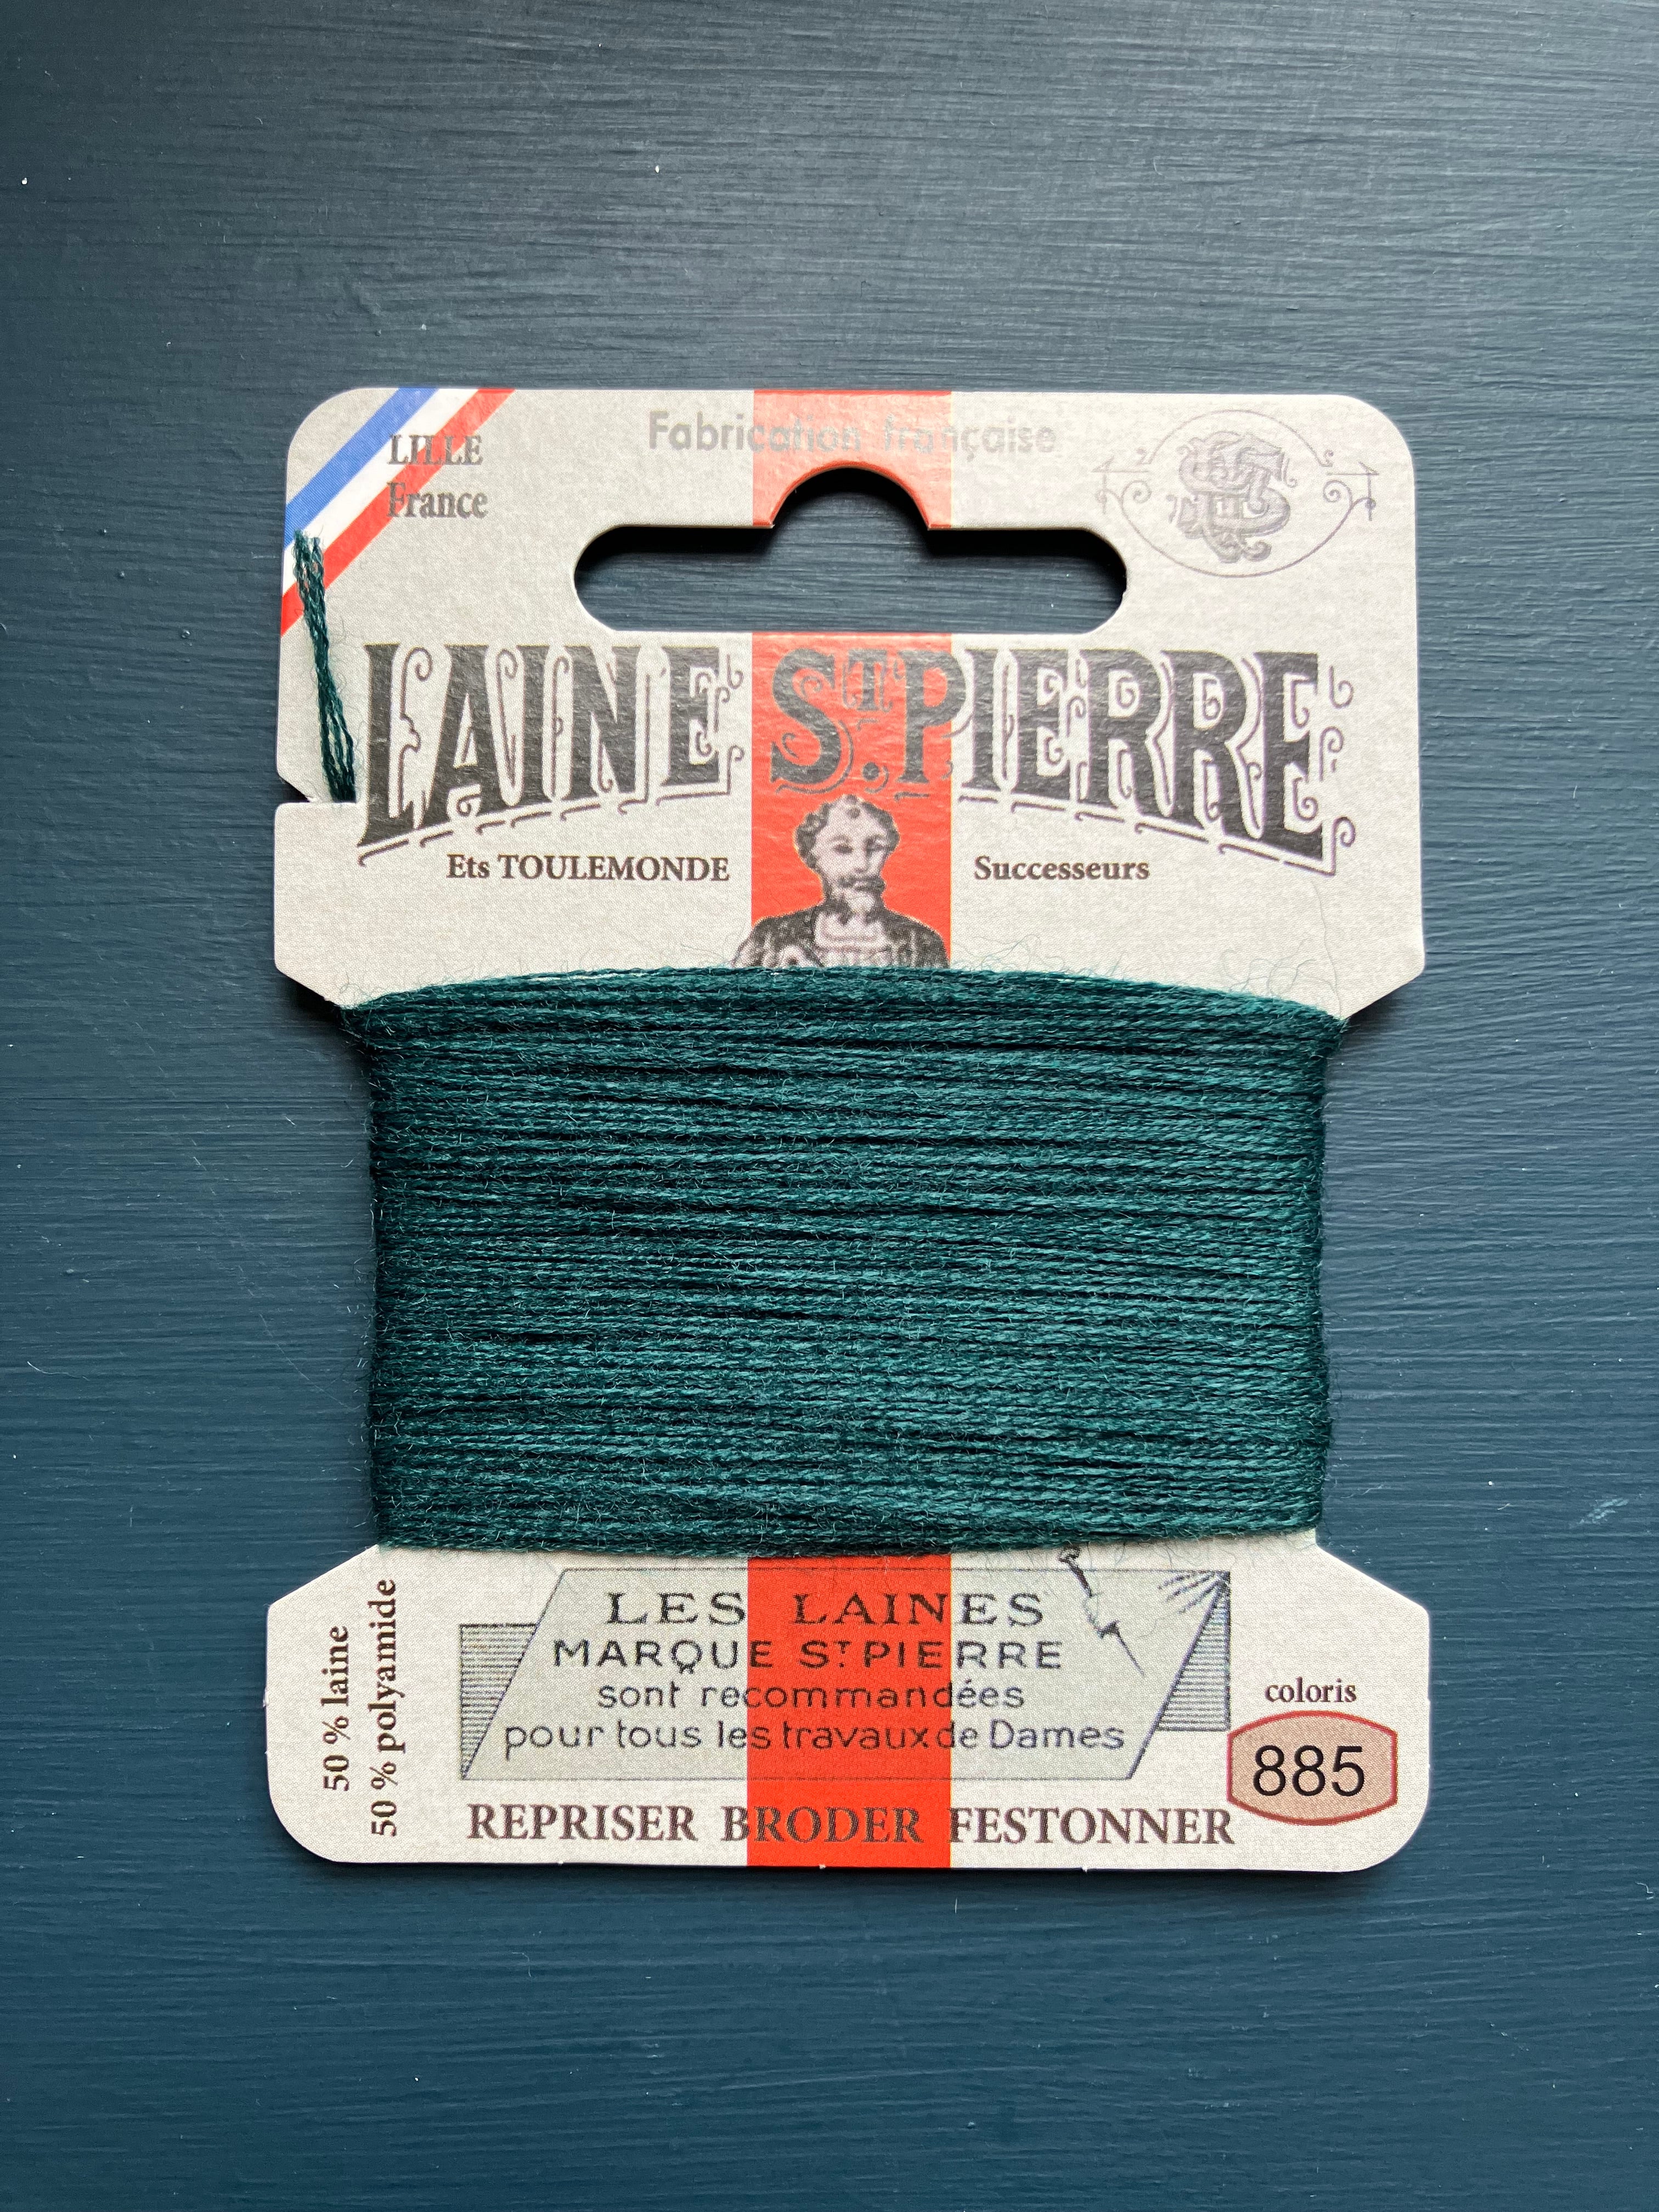 Fabrication française
LILLE
France
LAINE ST. PIERRE
Ets TOULEMONDE Successeurs
50 % laine
50 % polyamide
LES LAINES
MARQUE ST PIERRE
sont recommandées
pour tous les travaux de Dames
coloris
885
REPRISER BRODER FESTONNER